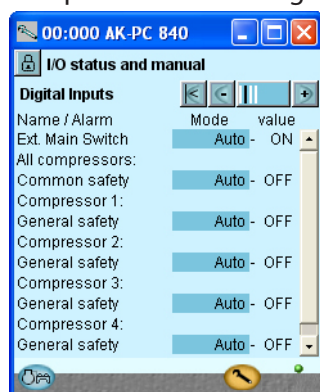 00:000 AK-PC 840
I/O status and manual
Digital Inputs
Name / Alarm Mode value
Ext. Main Switch Auto - ON
All compressors:
Common safety Auto - OFF
Compressor 1:
General safety Auto - OFF
Compressor 2:
General safety Auto - OFF
Compressor 3:
General safety Auto - OFF
Compressor 4:
General safety Auto - OFF